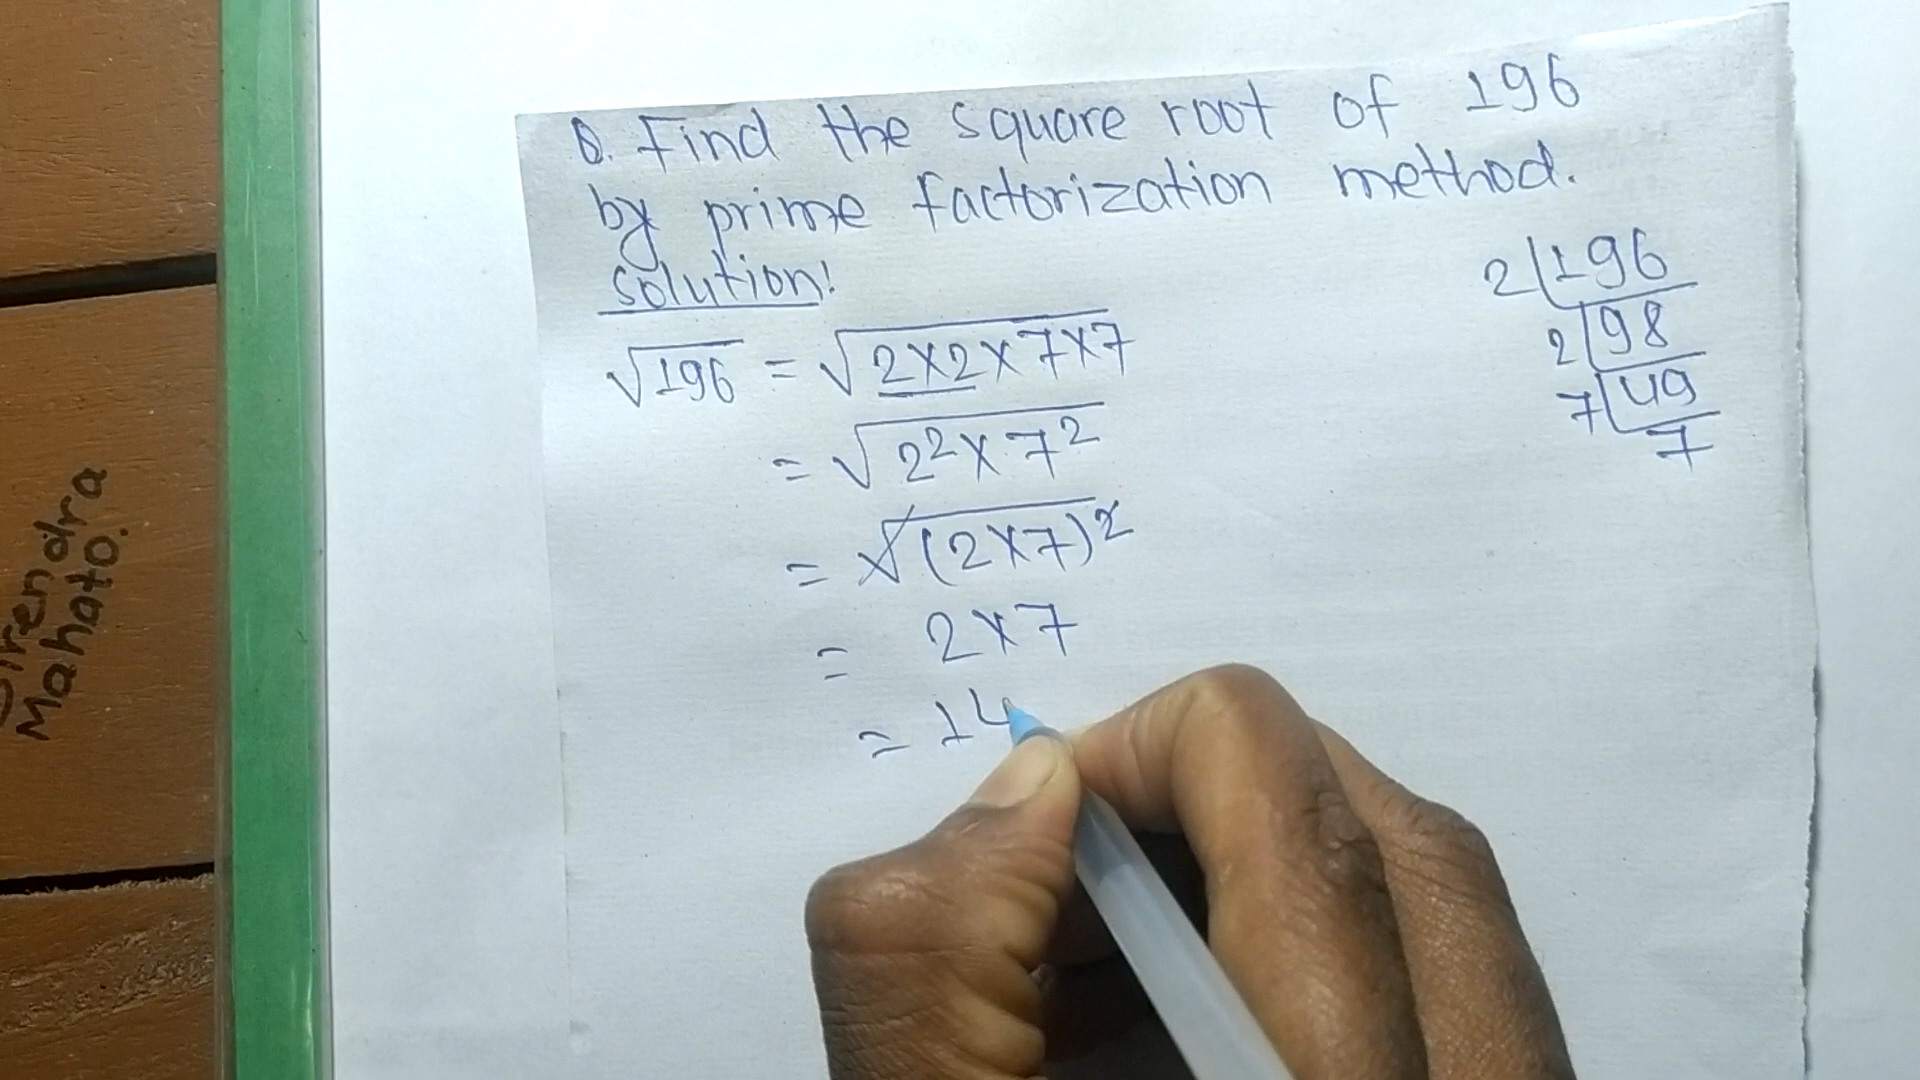 Q. Find the square root of 196
by prime factorization method.
solution!
√196 = √2×2×7×7
= √2²×7²
= √(2×7)²
= 2×7
= 14
2 196
2 98
7 49
7
Mahato.